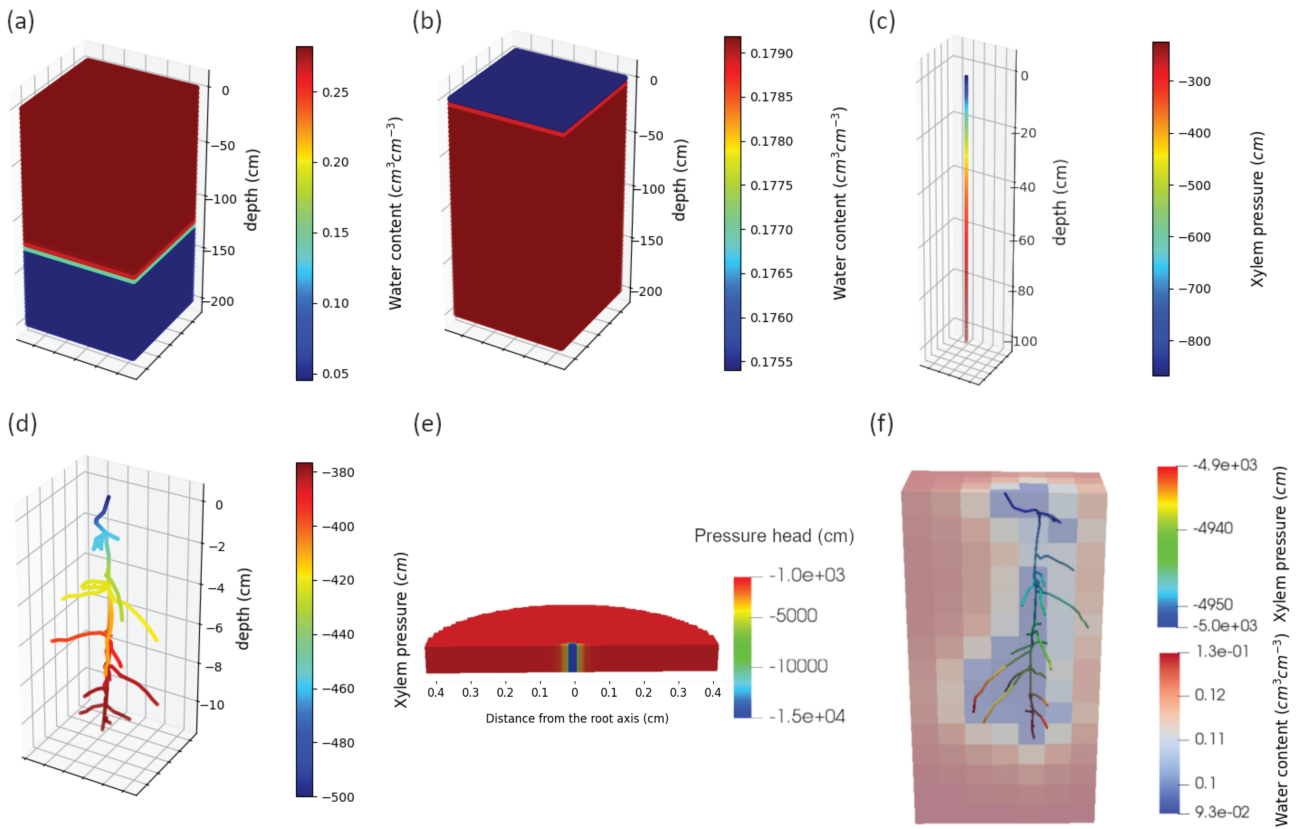 (a)
0
−50
−100
−150
−200
depth (cm)
0.25
0.20
0.15
0.10
0.05
Water content (cm³cm⁻³)
(b)
0
−50
−100
−150
−200
depth (cm)
0.1790
0.1785
0.1780
0.1775
0.1770
0.1765
0.1760
0.1755
Water content (cm³cm⁻³)
(c)
0
20
40
60
80
100
depth (cm)
−300
−400
−500
−600
−700
−800
Xylem pressure (cm)
(d)
0
−2
−4
−6
−8
−10
depth (cm)
−380
−400
−420
−440
−460
−480
−500
Xylem pressure (cm)
(e)
Pressure head (cm)
-1.0e+03
-5000
-10000
-1.5e+04
0.4 0.3 0.2 0.1 0 0.1 0.2 0.3 0.4
Distance from the root axis (cm)
(f)
-4.9e+03
-4940
-4950
-5.0e+03
Xylem pressure (cm)
1.3e-01
0.12
0.11
0.1
9.3e-02
Water content (cm³cm⁻³)